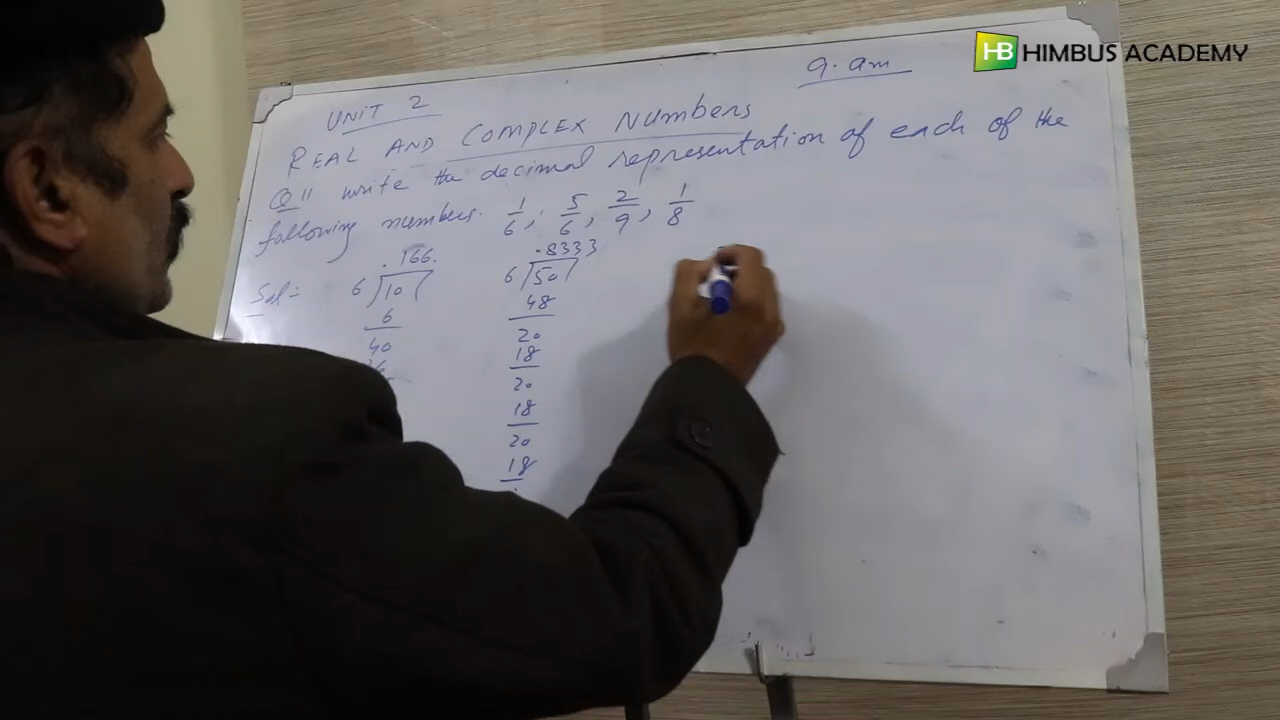 HB HIMBUS ACADEMY
9.am
UNIT 2
REAL AND COMPLEX NUMBERS
Q11 write the decimal representation of each of the
following numbers. 1/6, 5/6, 2/9, 1/8
Sol:-
.166.
6)10(
6
40
.8333
6)50(
48
20
18
20
18
20
18